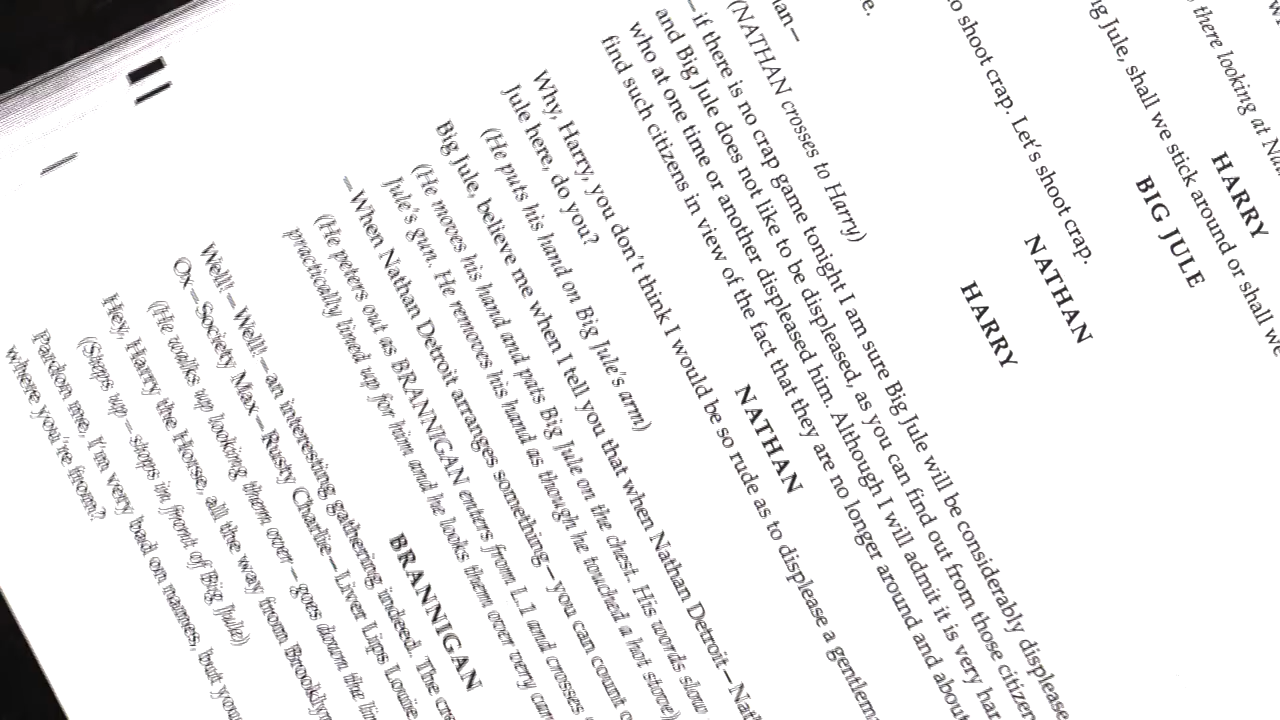 there looking at
HARRY
Jule, shall we stick around or shall we
BIG JULE
shoot crap. Let's shoot crap.
NATHAN
HARRY
(NATHAN crosses to Harry)
—if there is no crap game tonight I am sure Big Jule will be considerably displease
and Big Jule does not like to be displeased, as you can find out from those citizen
who at one time or another displeased him. Although I will admit it is very har
find such citizens in view of the fact that they are no longer around and about
NATHAN
Why, Harry, you don't think I would be so rude as to displease a gentlem
Jule here, do you?
(He puts his hand on Big Jule's arm)
Big Jule, believe me when I tell you that when Nathan Detroit—Nat
(He moves his hand and pats Big Jule on the chest. His words slow
Jule's gun. He removes his hand as though he touched a hot stove)
—When Nathan Detroit arranges something—you can count o
(He peters out as BRANNIGAN enters from L.1 and crosses
practically lined up for him and he looks them over very
BRANNIGAN
Well!—Well!—an interesting gathering indeed. The
Ox—Society Max—Rusty Charlie—Liver Lips Louie
(He walks up looking them over—goes down the
Hey, Harry the Horse, all the way from Brooklyn
(Steps up—stops in front of Big Jule)
Pardon me, I'm very bad on names, but
where you're from?